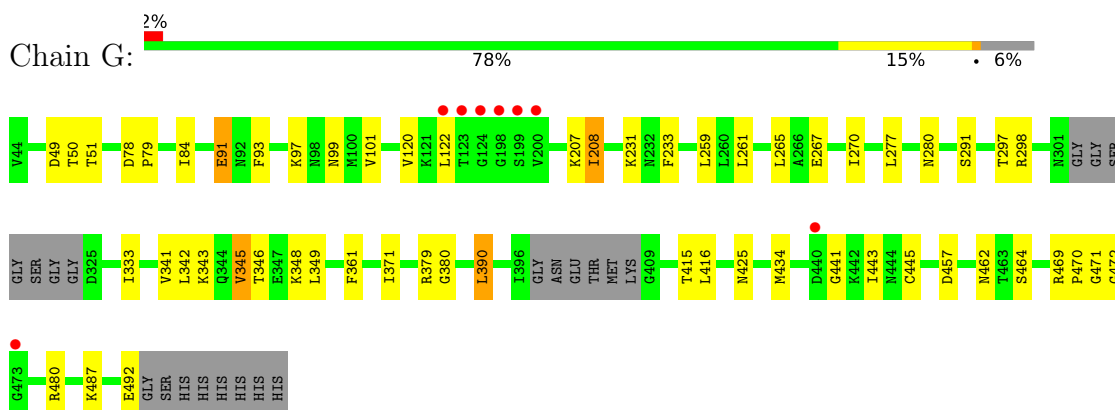 2%
Chain G:
78% 15% • 6%
V44 D49 T50 T51 D78 P79 I84 E91 N92 F93 K97 N98 N99 M100 V101 V120 K121 L122 T123 G124 G198 S199 V200 K207 I208 K231 N232 F233 L259 L260 L261 L265 A266 E267 I270 L277 N280 S291 T297 R298 N301 GLY GLY SER
GLY SER GLY GLY D325 I333 V341 L342 K343 Q344 V345 T346 E347 K348 L349 F361 I371 R379 G380 L390 I396 GLY ASN GLU THR MET LYS G409 T415 L416 N425 M434 D440 G441 K442 I443 N444 C445 D457 N462 T463 S464 R469 P470 G471
G473 R480 K487 E492 GLY SER HIS HIS HIS HIS HIS HIS